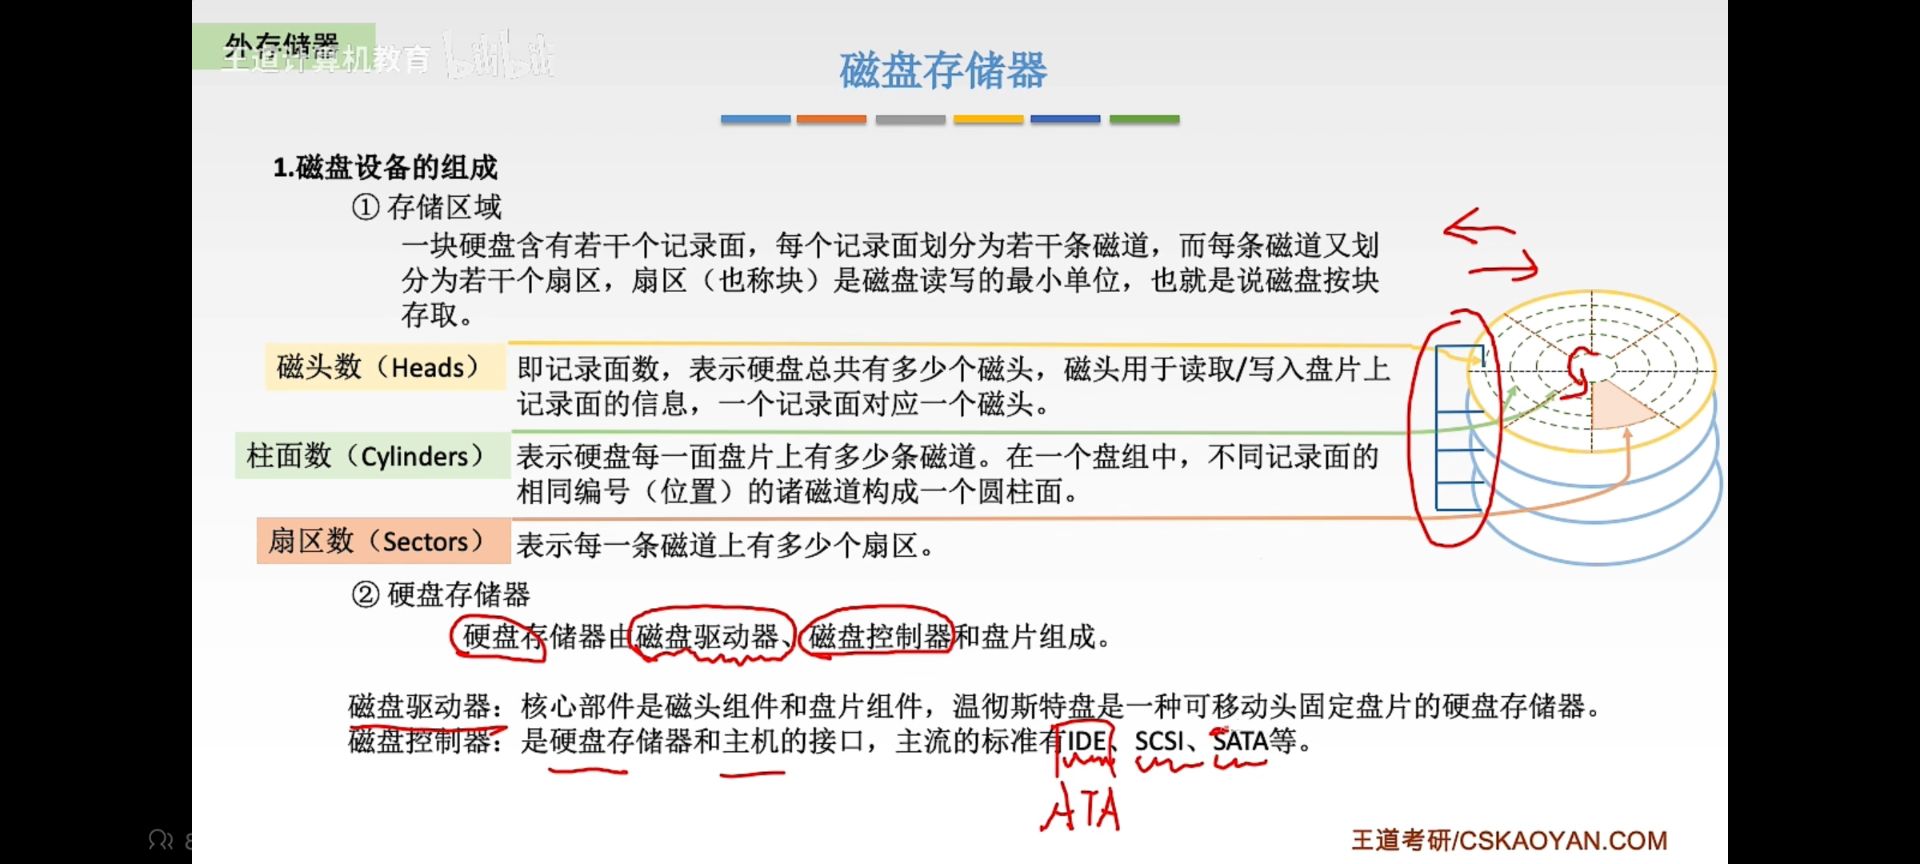 外存储器
王道计算机教育 bilibili
磁盘存储器
1.磁盘设备的组成
① 存储区域
一块硬盘含有若干个记录面，每个记录面划分为若干条磁道，而每条磁道又划
分为若干个扇区，扇区（也称块）是磁盘读写的最小单位，也就是说磁盘按块
存取。
磁头数（Heads）
即记录面数，表示硬盘总共有多少个磁头，磁头用于读取/写入盘片上
记录面的信息，一个记录面对应一个磁头。
柱面数（Cylinders）
表示硬盘每一面盘片上有多少条磁道。在一个盘组中，不同记录面的
相同编号（位置）的诸磁道构成一个圆柱面。
扇区数（Sectors）
表示每一条磁道上有多少个扇区。
② 硬盘存储器
硬盘存储器由磁盘驱动器、磁盘控制器和盘片组成。
磁盘驱动器：核心部件是磁头组件和盘片组件，温彻斯特盘是一种可移动头固定盘片的硬盘存储器。
磁盘控制器：是硬盘存储器和主机的接口，主流的标准有IDE、SCSI、SATA等。
ATA
王道考研/CSKAOYAN.COM